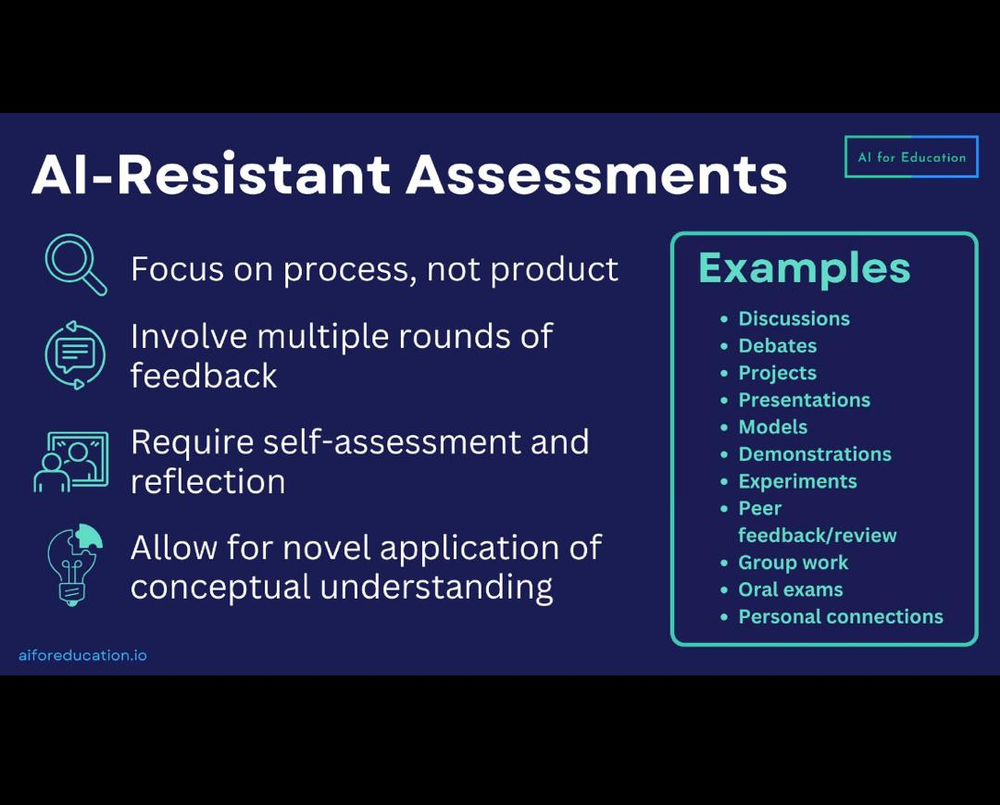 AI-Resistant Assessments
AI for Education
Focus on process, not product
Involve multiple rounds of
feedback
Require self-assessment and
reflection
Allow for novel application of
conceptual understanding
Examples
• Discussions
• Debates
• Projects
• Presentations
• Models
• Demonstrations
• Experiments
• Peer
feedback/review
• Group work
• Oral exams
• Personal connections
aiforeducation.io